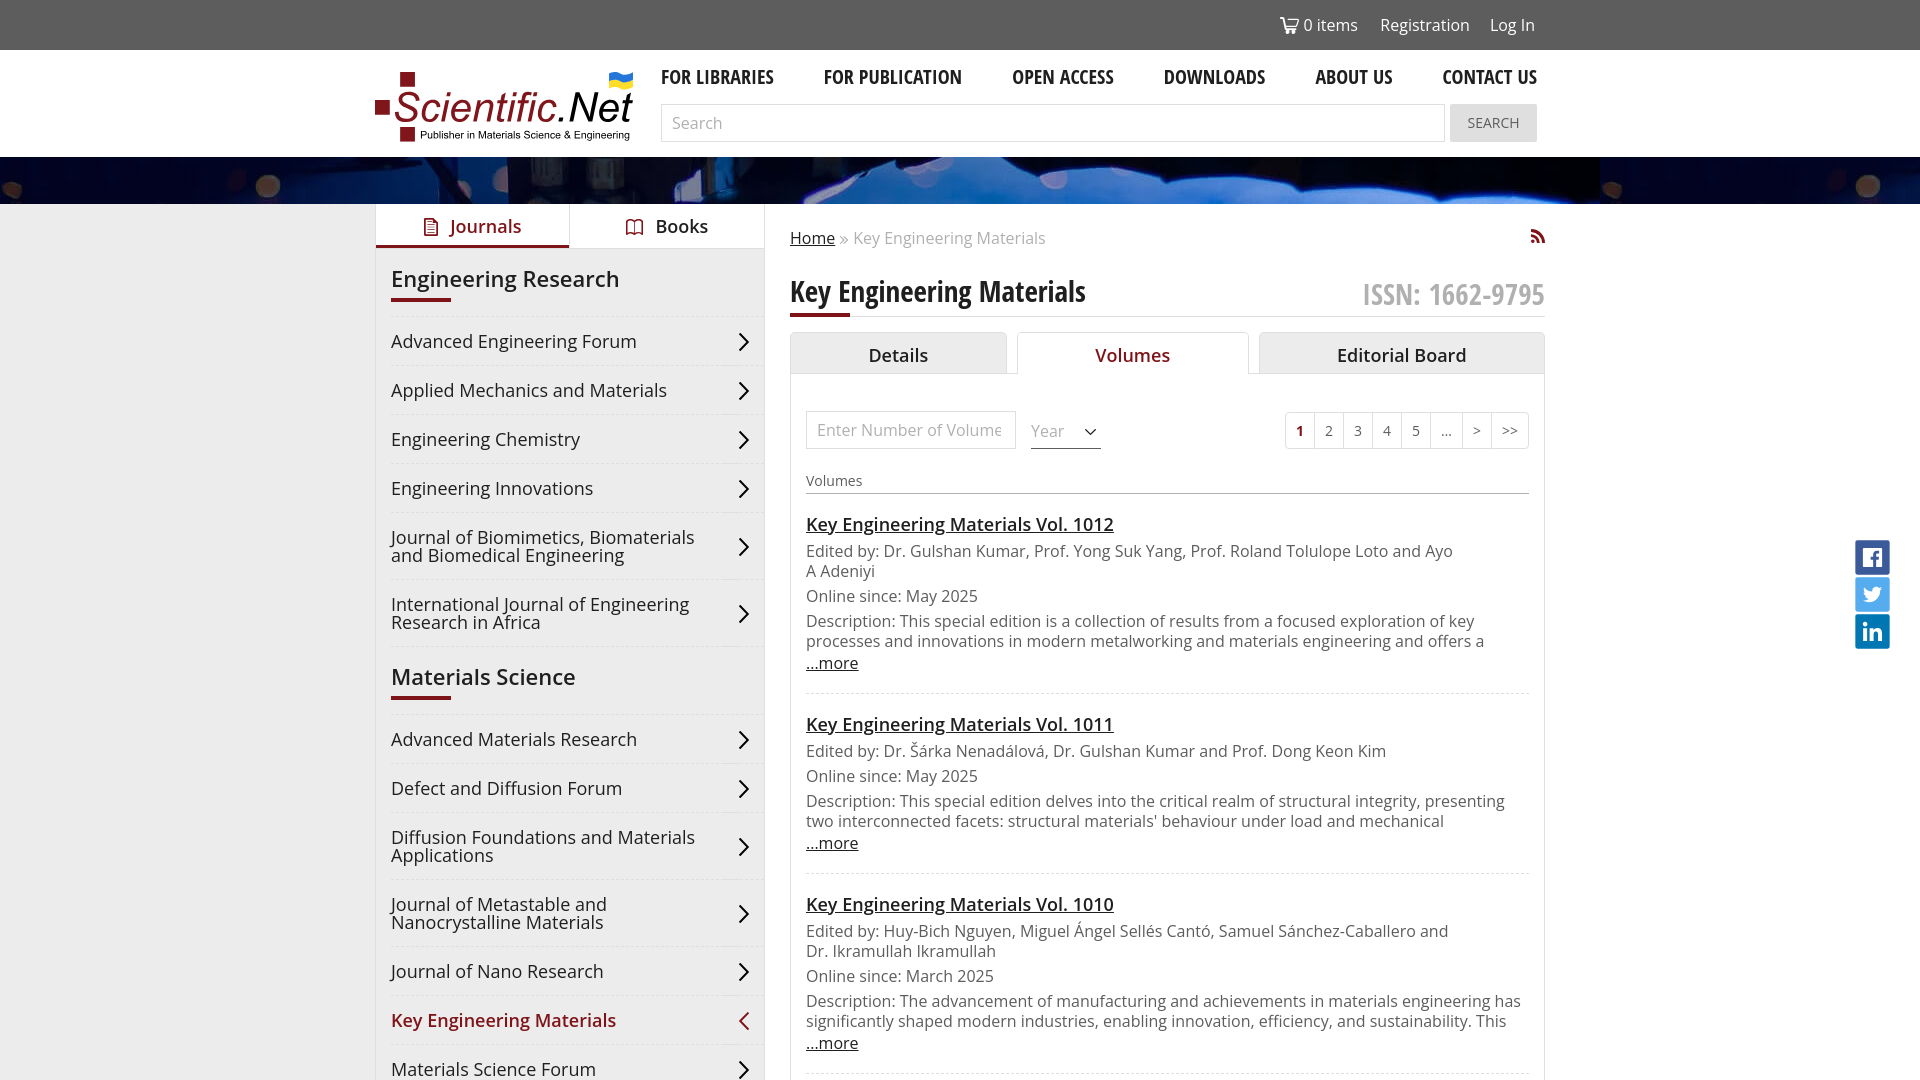 0 items Registration Log In
FOR LIBRARIES FOR PUBLICATION OPEN ACCESS DOWNLOADS ABOUT US CONTACT US
Scientific.Net
Publisher in Materials Science & Engineering
Search SEARCH
Journals Books
Engineering Research
Advanced Engineering Forum
Applied Mechanics and Materials
Engineering Chemistry
Engineering Innovations
Journal of Biomimetics, Biomaterials
and Biomedical Engineering
International Journal of Engineering
Research in Africa
Materials Science
Advanced Materials Research
Defect and Diffusion Forum
Diffusion Foundations and Materials
Applications
Journal of Metastable and
Nanocrystalline Materials
Journal of Nano Research
Key Engineering Materials
Materials Science Forum
Home » Key Engineering Materials
Key Engineering Materials ISSN: 1662-9795
Details Volumes Editorial Board
Enter Number of Volume Year 1 2 3 4 5 ... > >>
Volumes
Key Engineering Materials Vol. 1012
Edited by: Dr. Gulshan Kumar, Prof. Yong Suk Yang, Prof. Roland Tolulope Loto and Ayo
A Adeniyi
Online since: May 2025
Description: This special edition is a collection of results from a focused exploration of key
processes and innovations in modern metalworking and materials engineering and offers a
...more
Key Engineering Materials Vol. 1011
Edited by: Dr. Šárka Nenadálová, Dr. Gulshan Kumar and Prof. Dong Keon Kim
Online since: May 2025
Description: This special edition delves into the critical realm of structural integrity, presenting
two interconnected facets: structural materials' behaviour under load and mechanical
...more
Key Engineering Materials Vol. 1010
Edited by: Huy-Bich Nguyen, Miguel Ángel Sellés Cantó, Samuel Sánchez-Caballero and
Dr. Ikramullah Ikramullah
Online since: March 2025
Description: The advancement of manufacturing and achievements in materials engineering has
significantly shaped modern industries, enabling innovation, efficiency, and sustainability. This
...more